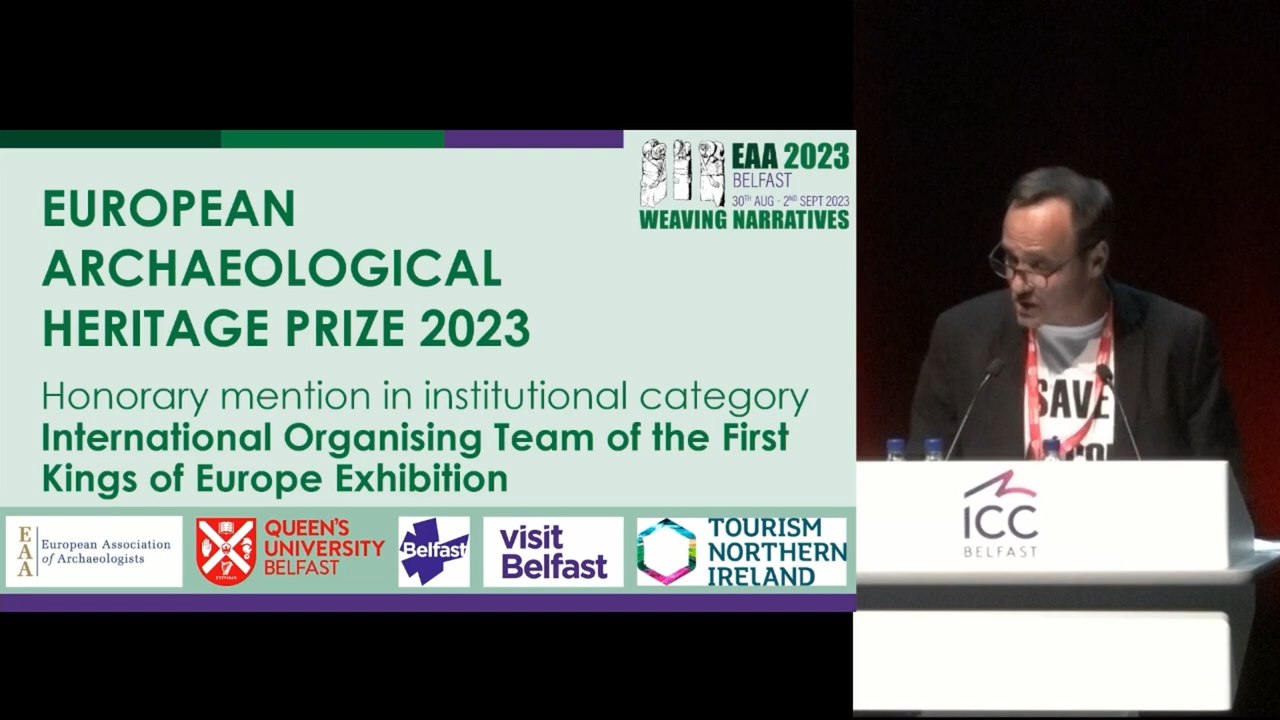 EAA 2023
BELFAST
30TH AUG - 2ND SEPT 2023
WEAVING NARRATIVES
EUROPEAN
ARCHAEOLOGICAL
HERITAGE PRIZE 2023
Honorary mention in institutional category
International Organising Team of the First
Kings of Europe Exhibition
EAA
European Association
of Archaeologists
QUEEN'S
UNIVERSITY
BELFAST
Belfast
visit
Belfast
TOURISM
NORTHERN
IRELAND
SAVE
ICC
BELFAST